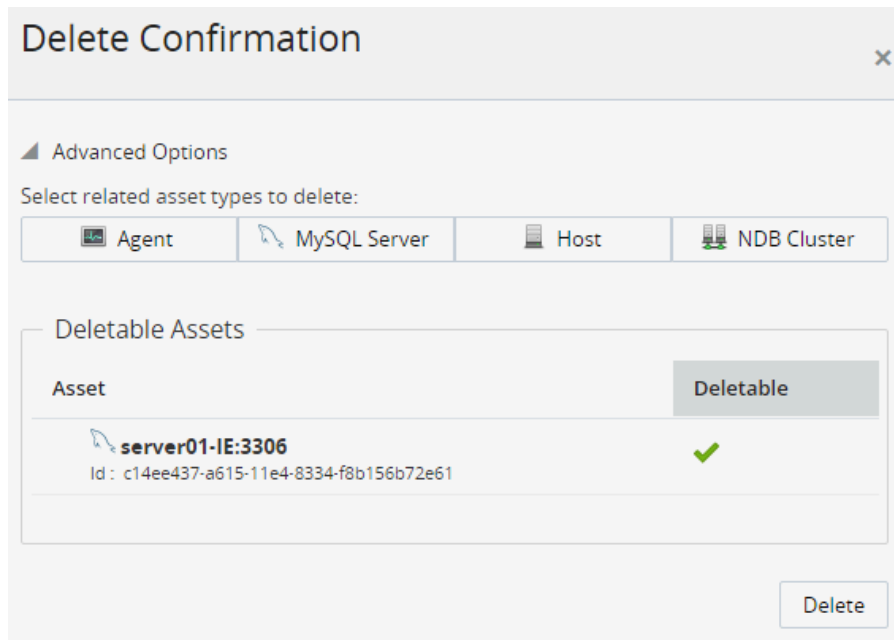 Delete Confirmation
×
Advanced Options
Select related asset types to delete:
Agent MySQL Server Host NDB Cluster
Deletable Assets
Asset Deletable
server01-IE:3306
Id : c14ee437-a615-11e4-8334-f8b156b72e61
Delete